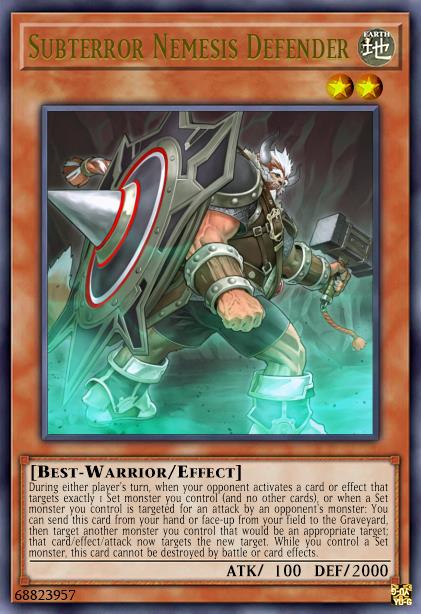 Subterror Nemesis Defender
EARTH
地
[Best-Warrior/Effect]
During either player's turn, when your opponent activates a card or effect that
targets exactly 1 Set monster you control (and no other cards), or when a Set
monster you control is targeted for an attack by an opponent's monster: You
can send this card from your hand or face-up from your field to the Graveyard,
then target another monster you control that would be an appropriate target;
that card/effect/attack now targets the new target. While you control a Set
monster, this card cannot be destroyed by battle or card effects.
ATK/ 100 DEF/2000
68823957